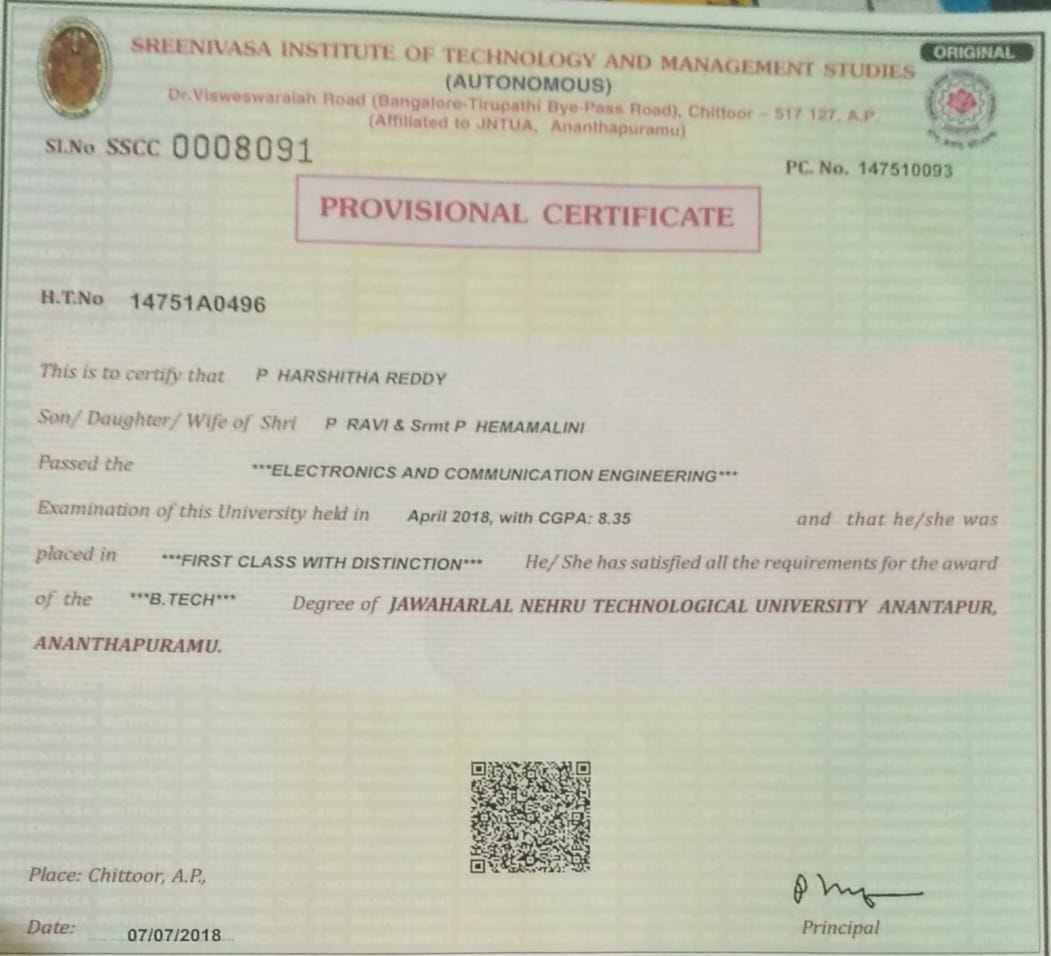 SREENIVASA INSTITUTE OF TECHNOLOGY AND MANAGEMENT STUDIES
ORIGINAL
(AUTONOMOUS)
Dr.Visweswaraiah Road (Bangalore-Tirupathi Bye-Pass Road), Chittoor - 517 127, A.P.
(Affiliated to JNTUA, Ananthapuramu)
Sl.No SSCC 0008091
PC. No. 147510093
PROVISIONAL CERTIFICATE
H.T.No 14751A0496
This is to certify that P HARSHITHA REDDY
Son/ Daughter/ Wife of Shri P RAVI & Srmt P HEMAMALINI
Passed the ***ELECTRONICS AND COMMUNICATION ENGINEERING***
Examination of this University held in April 2018, with CGPA: 8.35 and that he/she was
placed in ***FIRST CLASS WITH DISTINCTION*** He/ She has satisfied all the requirements for the award
of the ***B.TECH*** Degree of JAWAHARLAL NEHRU TECHNOLOGICAL UNIVERSITY ANANTAPUR,
ANANTHAPURAMU.
Place: Chittoor, A.P.,
Date: 07/07/2018
Principal